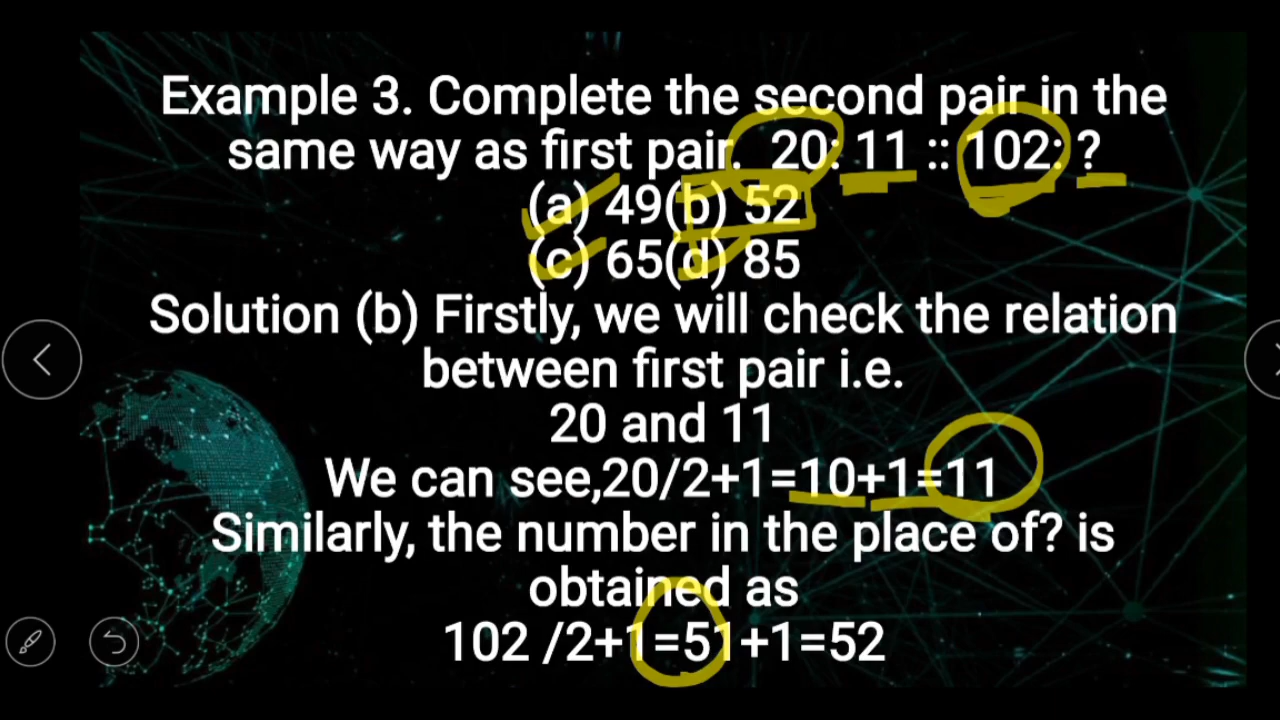 Example 3. Complete the second pair in the
same way as first pair. 20: 11 :: 102: ?
(a) 49(b) 52
(c) 65(d) 85
Solution (b) Firstly, we will check the relation
between first pair i.e.
20 and 11
We can see,20/2+1=10+1=11
Similarly, the number in the place of? is
obtained as
102 /2+1=51+1=52